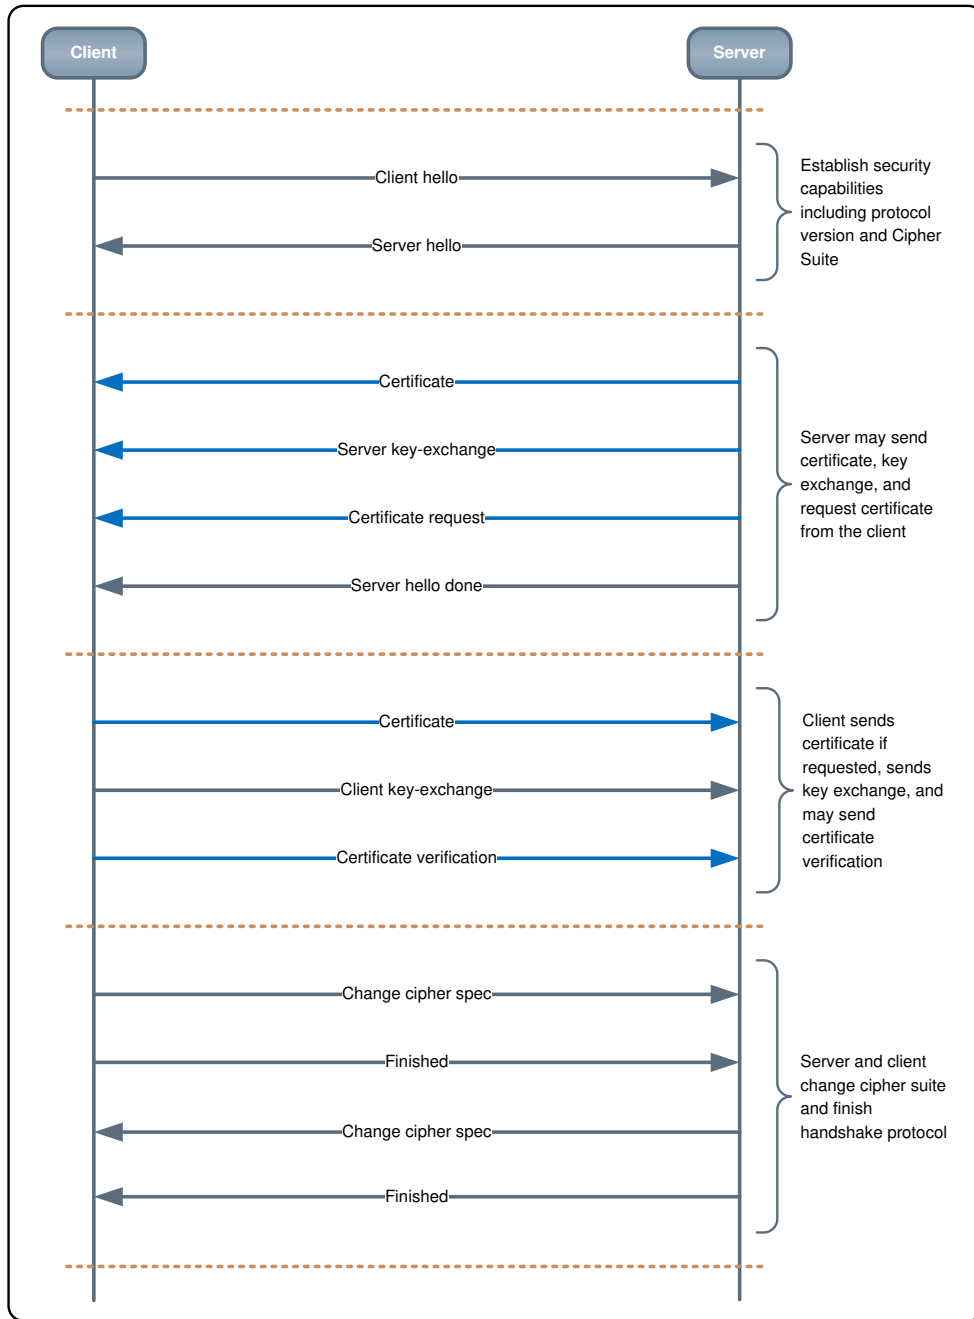 Client
Server
Client hello
Server hello
Establish security
capabilities
including protocol
version and Cipher
Suite
Certificate
Server key-exchange
Certificate request
Server hello done
Server may send
certificate, key
exchange, and
request certificate
from the client
Certificate
Client key-exchange
Certificate verification
Client sends
certificate if
requested, sends
key exchange, and
may send
certificate
verification
Change cipher spec
Finished
Change cipher spec
Finished
Server and client
change cipher suite
and finish
handshake protocol